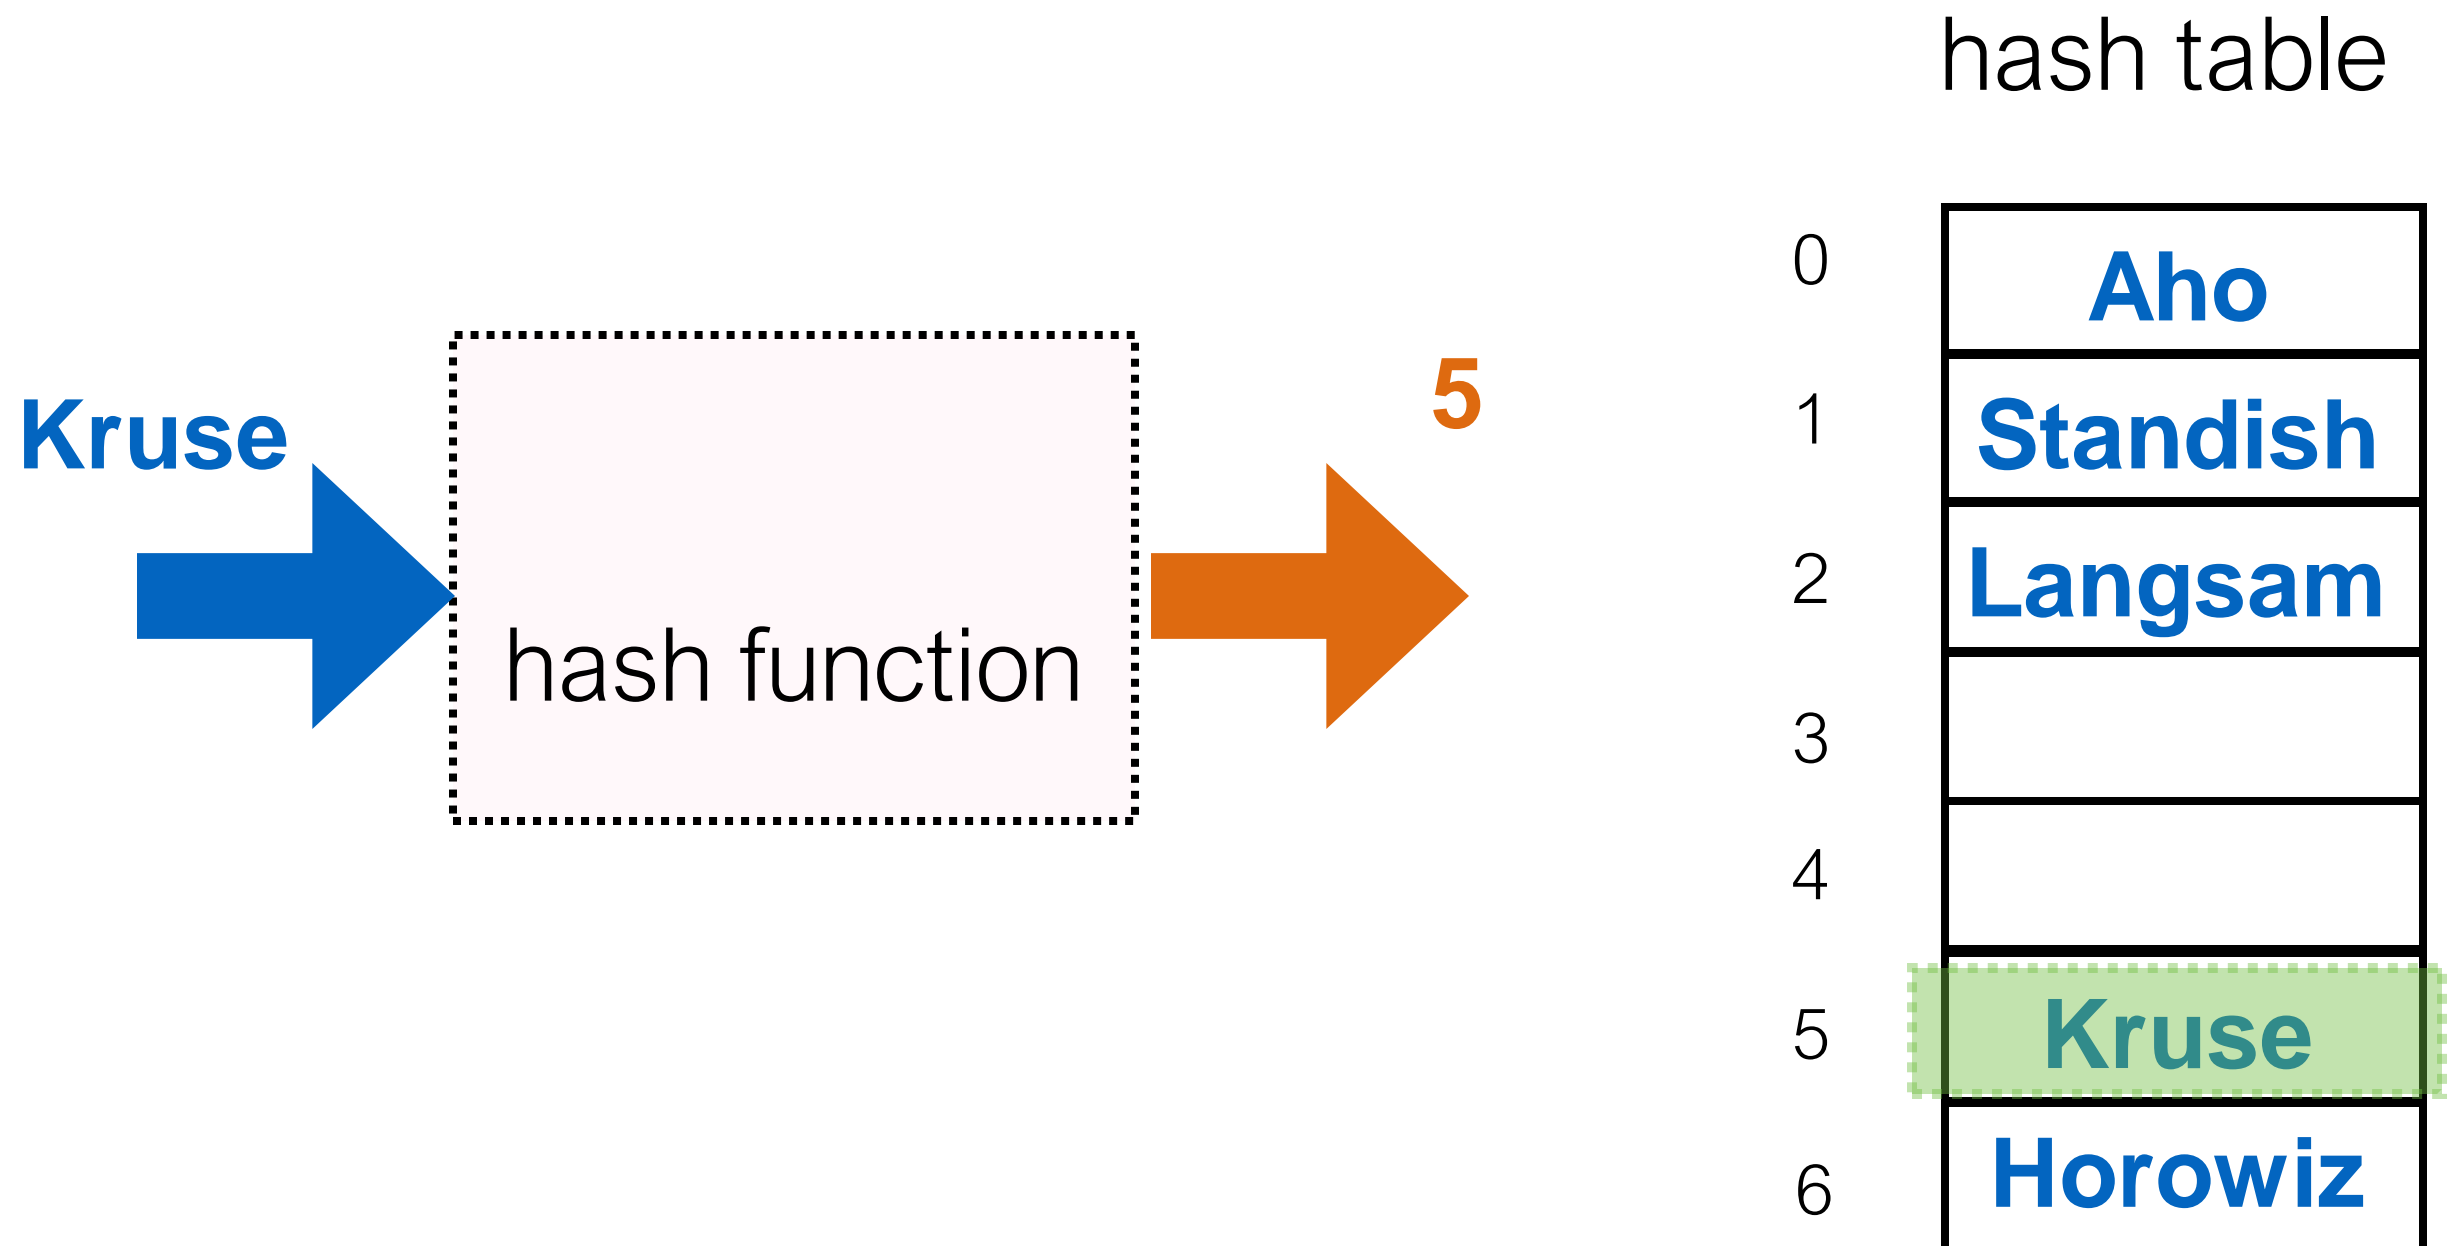 hash table
Kruse
hash function
5
0 Aho
1 Standish
2 Langsam
3
4
5 Kruse
6 Horowiz